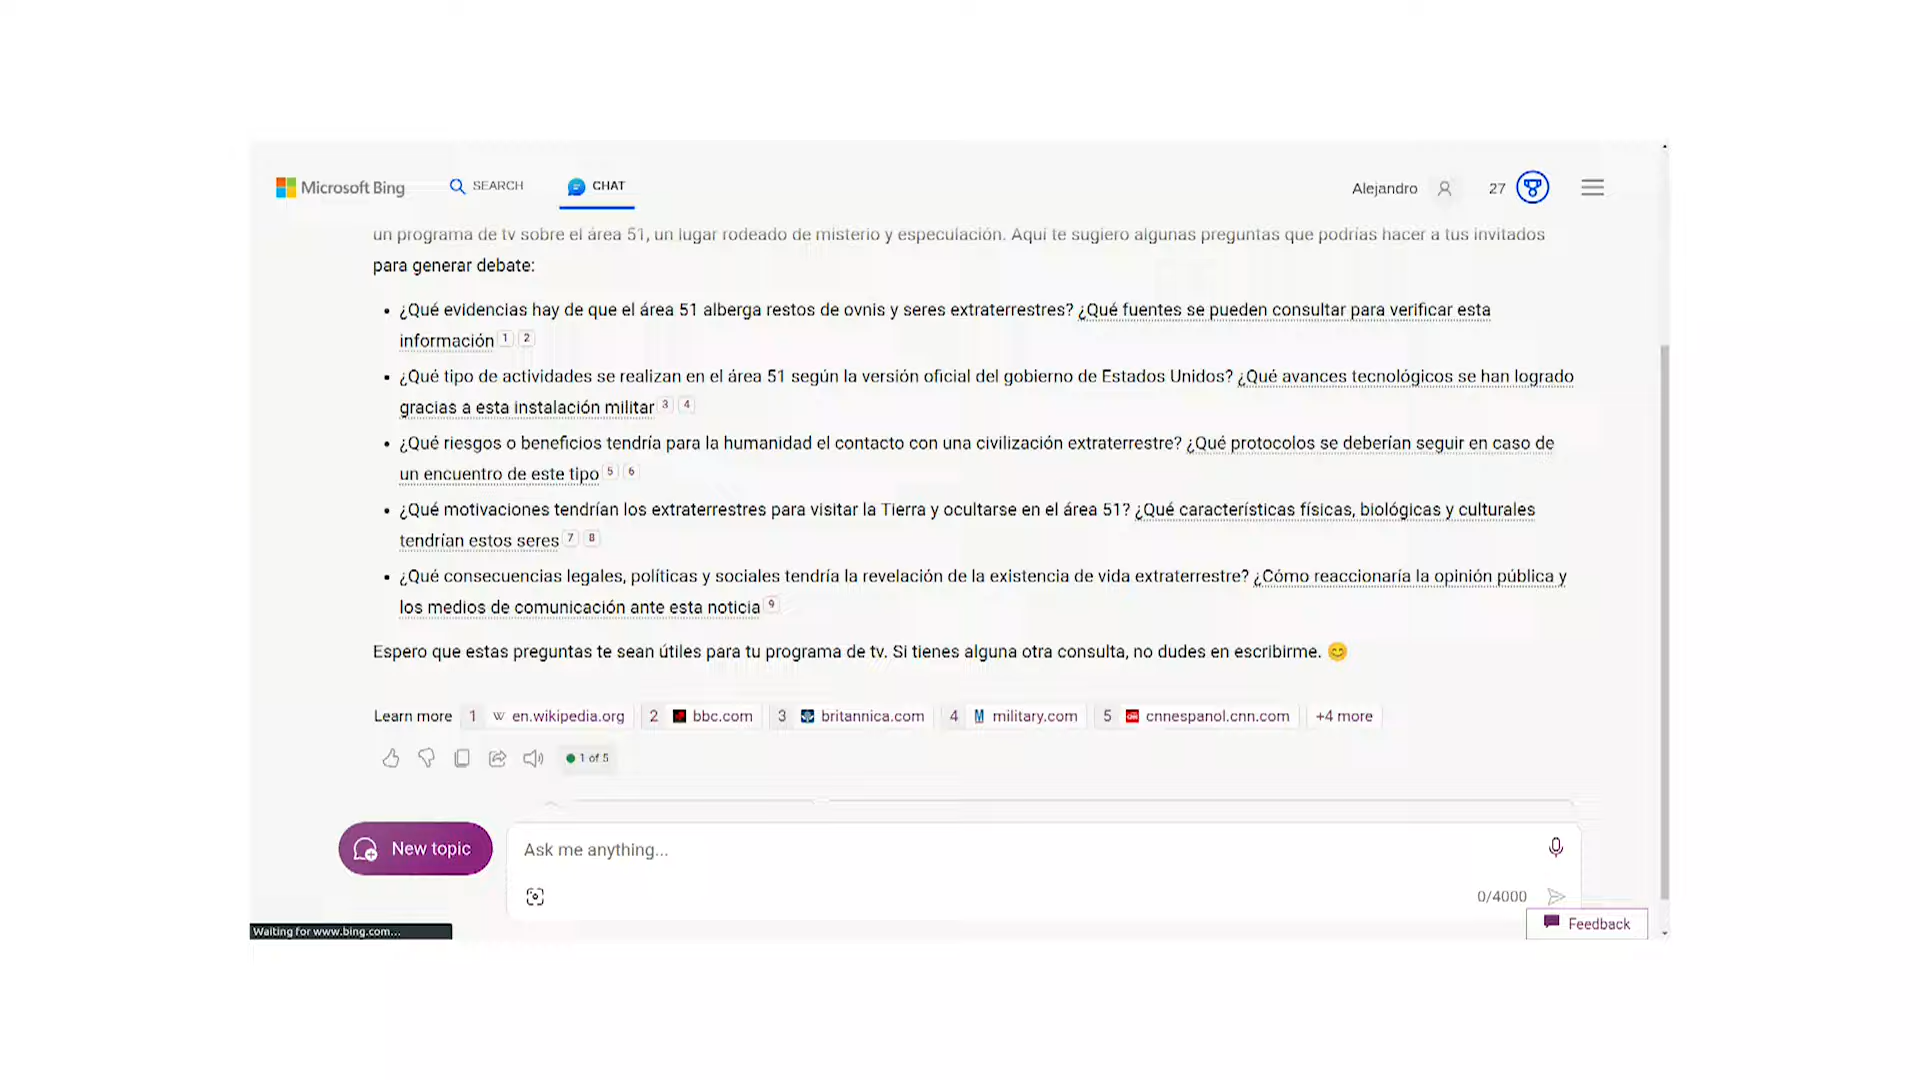 Microsoft Bing SEARCH CHAT Alejandro 27
un programa de tv sobre el área 51, un lugar rodeado de misterio y especulación. Aquí te sugiero algunas preguntas que podrías hacer a tus invitados
para generar debate:
• ¿Qué evidencias hay de que el área 51 alberga restos de ovnis y seres extraterrestres? ¿Qué fuentes se pueden consultar para verificar esta
información 1 2
• ¿Qué tipo de actividades se realizan en el área 51 según la versión oficial del gobierno de Estados Unidos? ¿Qué avances tecnológicos se han logrado
gracias a esta instalación militar 3 4
• ¿Qué riesgos o beneficios tendría para la humanidad el contacto con una civilización extraterrestre? ¿Qué protocolos se deberían seguir en caso de
un encuentro de este tipo 5 6
• ¿Qué motivaciones tendrían los extraterrestres para visitar la Tierra y ocultarse en el área 51? ¿Qué características físicas, biológicas y culturales
tendrían estos seres 7 8
• ¿Qué consecuencias legales, políticas y sociales tendría la revelación de la existencia de vida extraterrestre? ¿Cómo reaccionaría la opinión pública y
los medios de comunicación ante esta noticia 9
Espero que estas preguntas te sean útiles para tu programa de tv. Si tienes alguna otra consulta, no dudes en escribirme. 😊
Learn more 1 W en.wikipedia.org 2 bbc.com 3 britannica.com 4 M military.com 5 CNN cnnespanol.cnn.com +4 more
1 of 5
New topic
Ask me anything...
0/4000
Feedback
Waiting for www.bing.com...